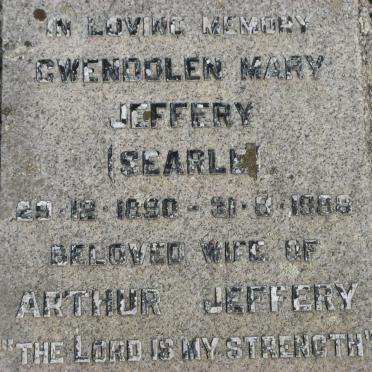 IN LOVING MEMORY
GWENDOLEN MARY
JEFFERY
(SEARLE)
29·12·1890 - 31·8·1988
BELOVED WIFE OF
ARTHUR JEFFERY
"THE LORD IS MY STRENGTH"